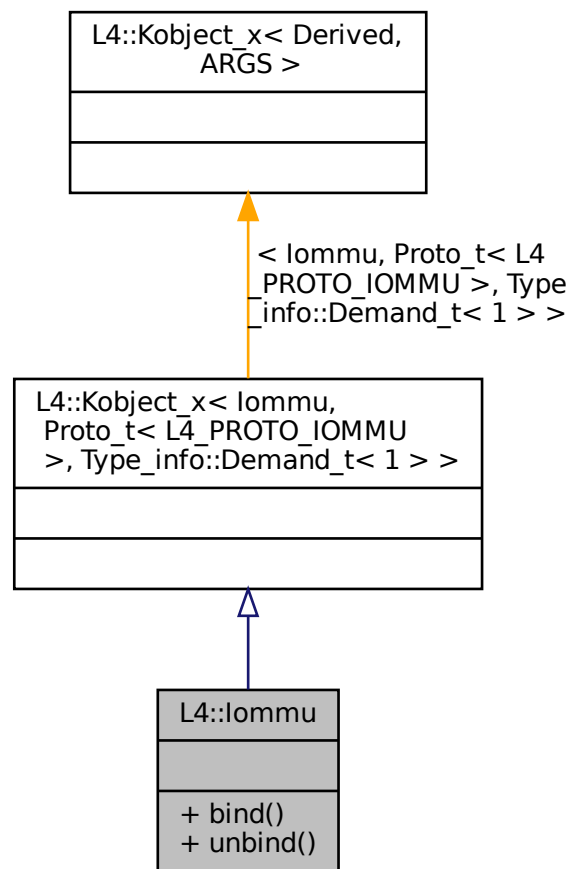 L4::Kobject_x< Derived,
ARGS >
< Iommu, Proto_t< L4
_PROTO_IOMMU >, Type
_info::Demand_t< 1 > >
L4::Kobject_x< Iommu,
Proto_t< L4_PROTO_IOMMU
>, Type_info::Demand_t< 1 > >
L4::Iommu
+ bind()
+ unbind()